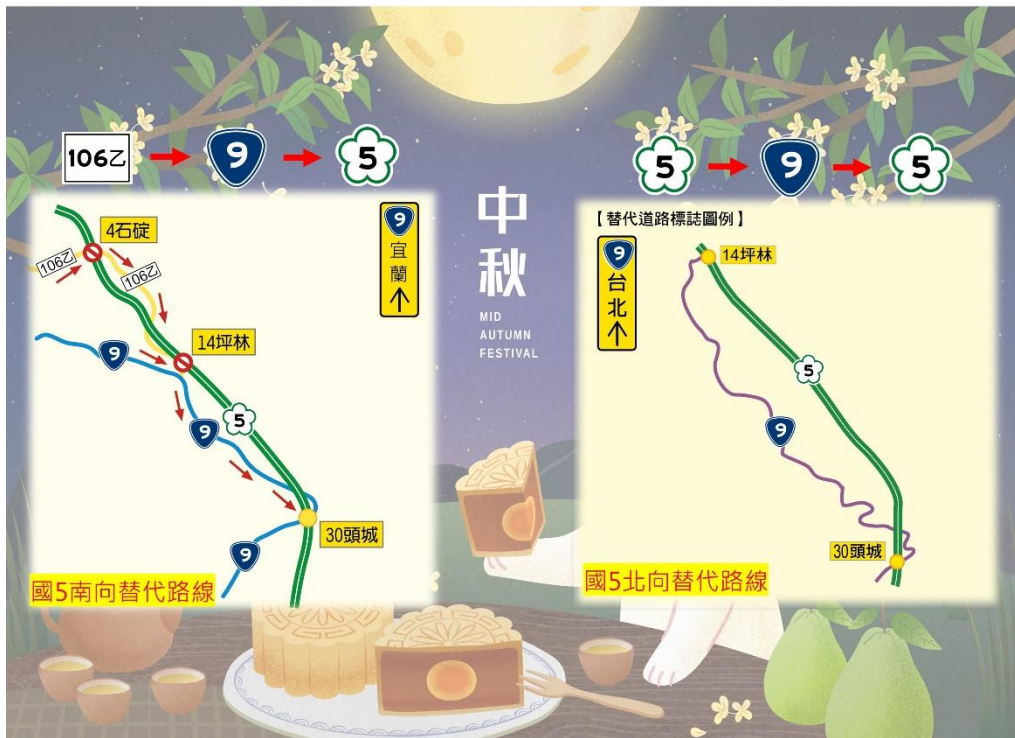 106乙 → 9 → 5
5 → 9 → 5
中秋
MID
AUTUMN
FESTIVAL
4石碇
106乙
106乙
9
宜蘭
↑
9
14坪林
5
9
30頭城
9
國5南向替代路線
【替代道路標誌圖例】
9
台北
↑
14坪林
5
9
30頭城
國5北向替代路線